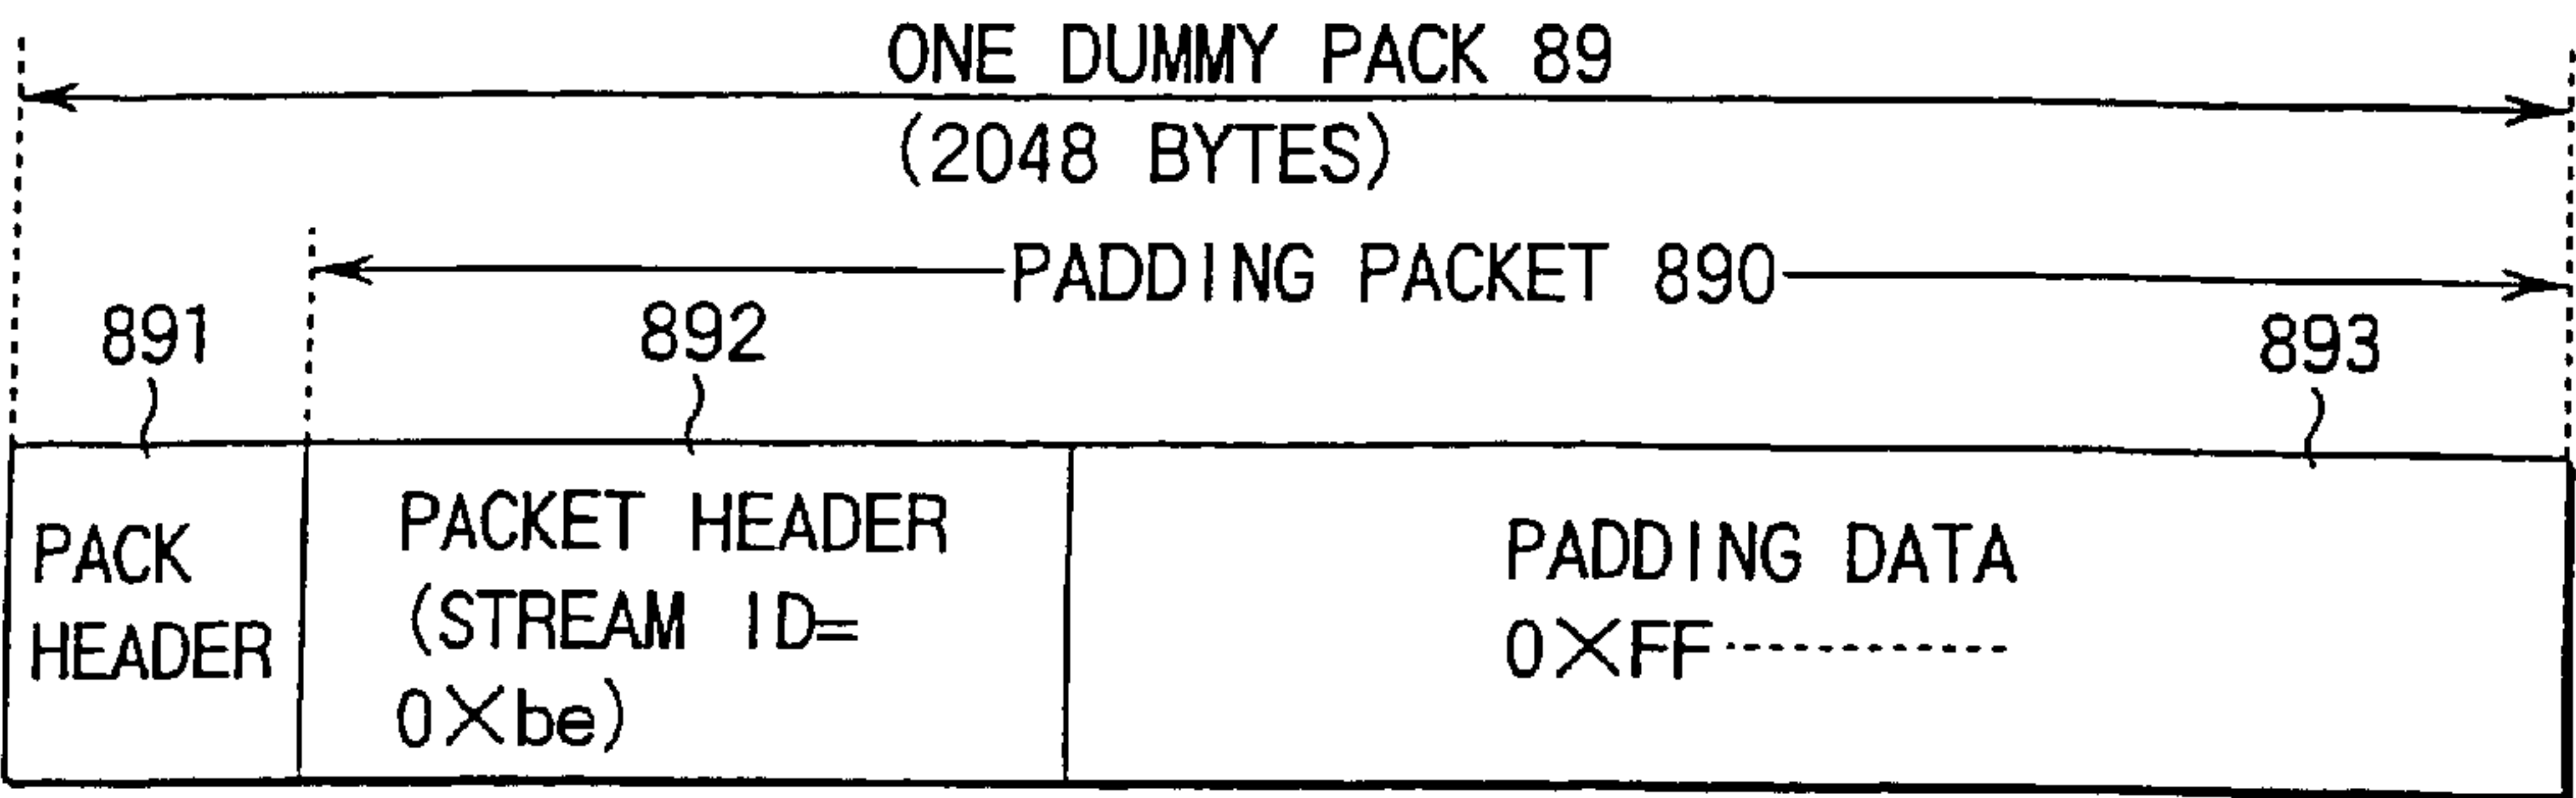 ONE DUMMY PACK 89
(2048 BYTES)
PADDING PACKET 890
891
892
893
PACK
HEADER
PACKET HEADER
(STREAM ID=
0×be)
PADDING DATA
0×FF-----------